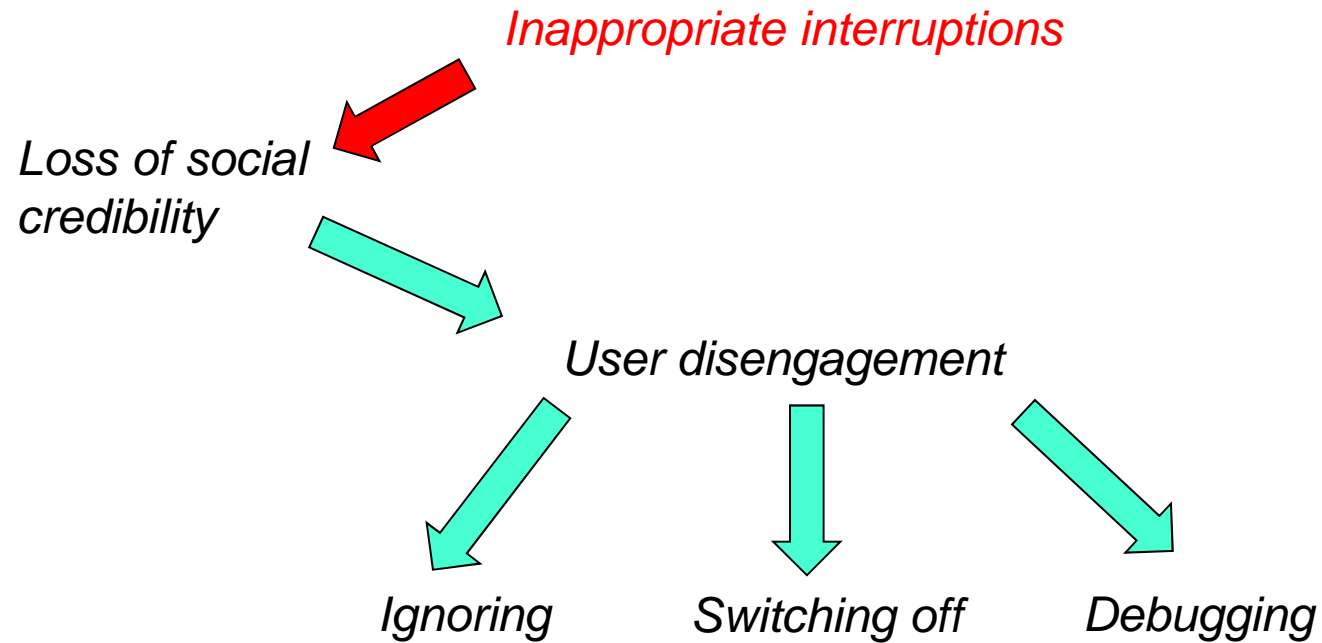 Inappropriate interruptions
Loss of social
credibility
User disengagement
Ignoring
Switching off
Debugging